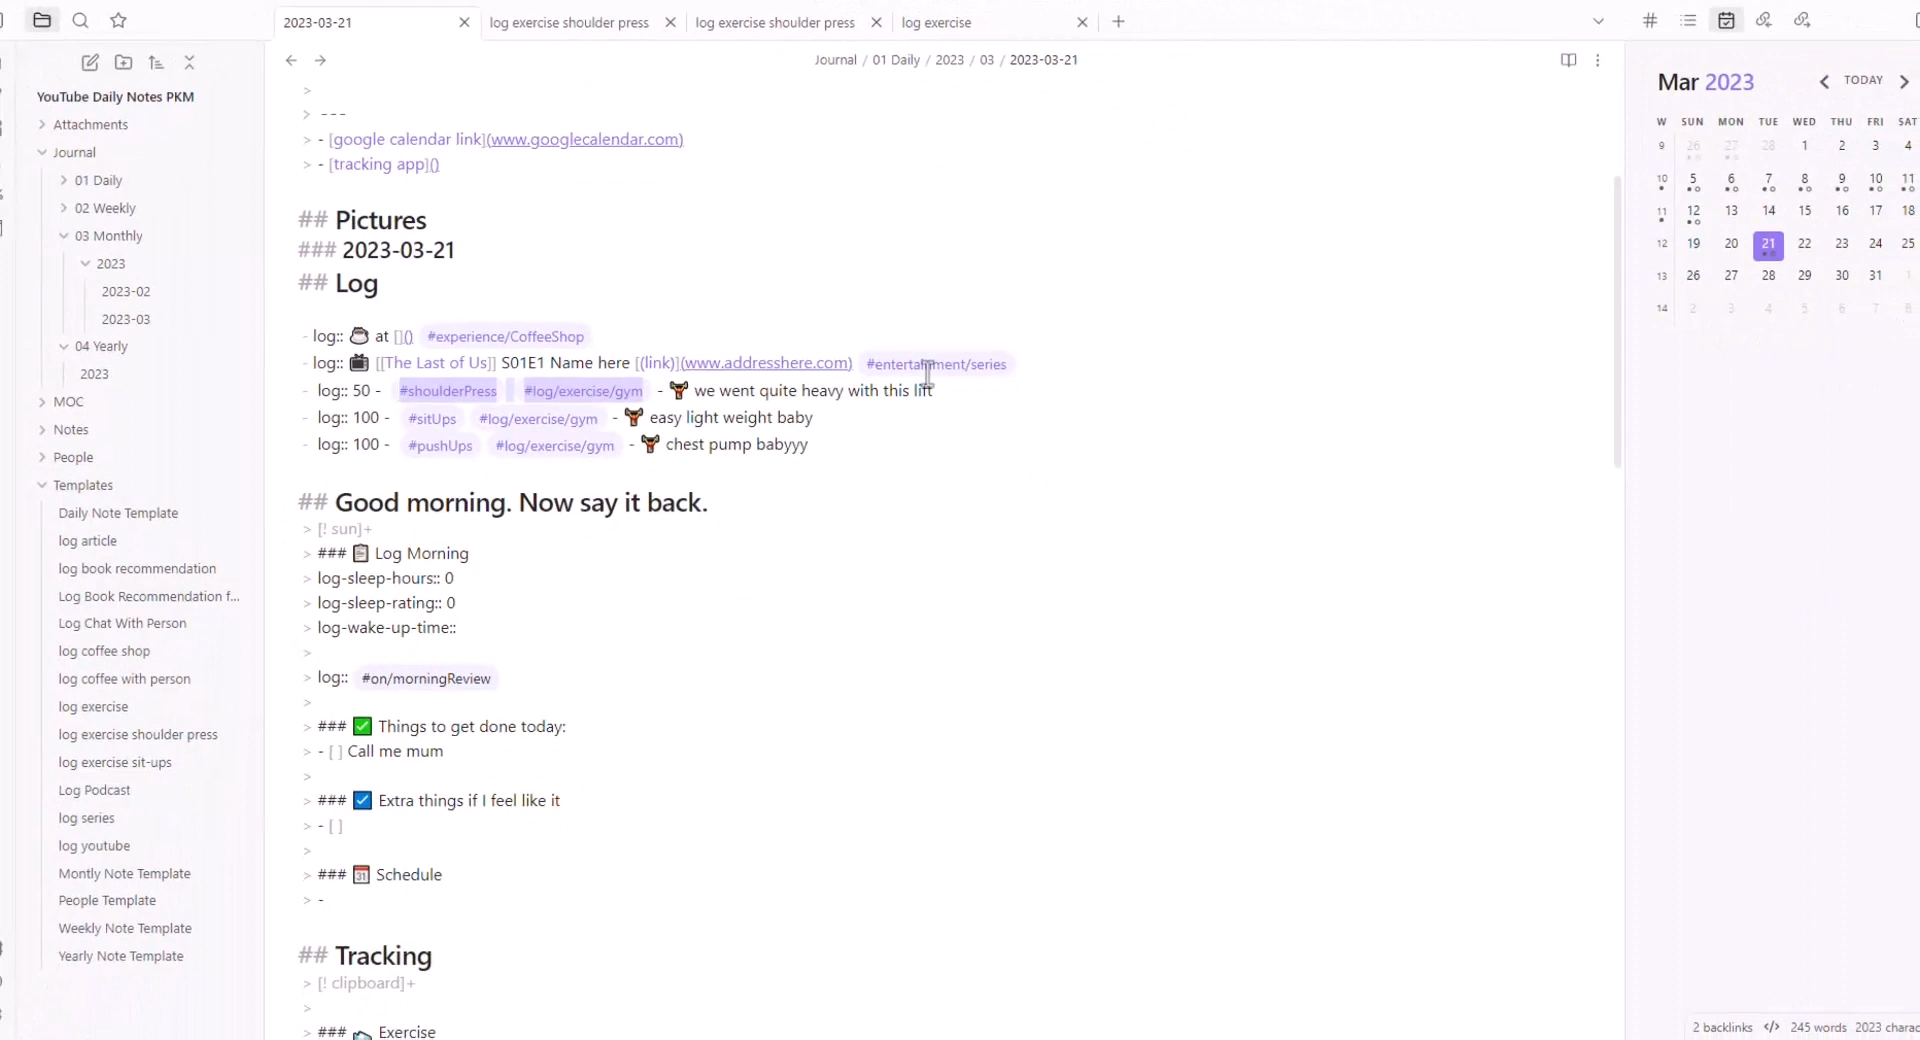 2023-03-21
log exercise shoulder press
log exercise shoulder press
log exercise
YouTube Daily Notes PKM
Attachments
Journal
01 Daily
02 Weekly
03 Monthly
2023
2023-02
2023-03
04 Yearly
2023
MOC
Notes
People
Templates
Daily Note Template
log article
log book recommendation
Log Book Recommendation f...
Log Chat With Person
log coffee shop
log coffee with person
log exercise
log exercise shoulder press
log exercise sit-ups
Log Podcast
log series
log youtube
Montly Note Template
People Template
Weekly Note Template
Yearly Note Template
Journal / 01 Daily / 2023 / 03 / 2023-03-21
>
> ---
> - [google calendar link](www.googlecalendar.com)
> - [tracking app]()
## Pictures
### 2023-03-21
## Log
- log:: ☕ at []() #experience/CoffeeShop
- log:: 📺 [[The Last of Us]] S01E1 Name here [(link)](www.addresshere.com) #entertainment/series
- log:: 50 - #shoulderPress #log/exercise/gym - 🏋 we went quite heavy with this lift
- log:: 100 - #sitUps #log/exercise/gym - 🏋 easy light weight baby
- log:: 100 - #pushUps #log/exercise/gym - 🏋 chest pump babyyy
## Good morning. Now say it back.
> [! sun]+
> ### 📋 Log Morning
> log-sleep-hours:: 0
> log-sleep-rating:: 0
> log-wake-up-time::
>
> log:: #on/morningReview
>
> ### ✅ Things to get done today:
> - [ ] Call me mum
>
> ### ☑ Extra things if I feel like it
> - [ ]
>
> ### 📅 Schedule
> -
## Tracking
> [! clipboard]+
>
> ### 👟 Exercise
Mar 2023
TODAY
W SUN MON TUE WED THU FRI SAT
9 26 27 28 1 2 3 4
10 5 6 7 8 9 10 11
11 12 13 14 15 16 17 18
12 19 20 21 22 23 24 25
13 26 27 28 29 30 31 1
14 2 3 4 5 6 7 8
2 backlinks </> 245 words 2023 charac